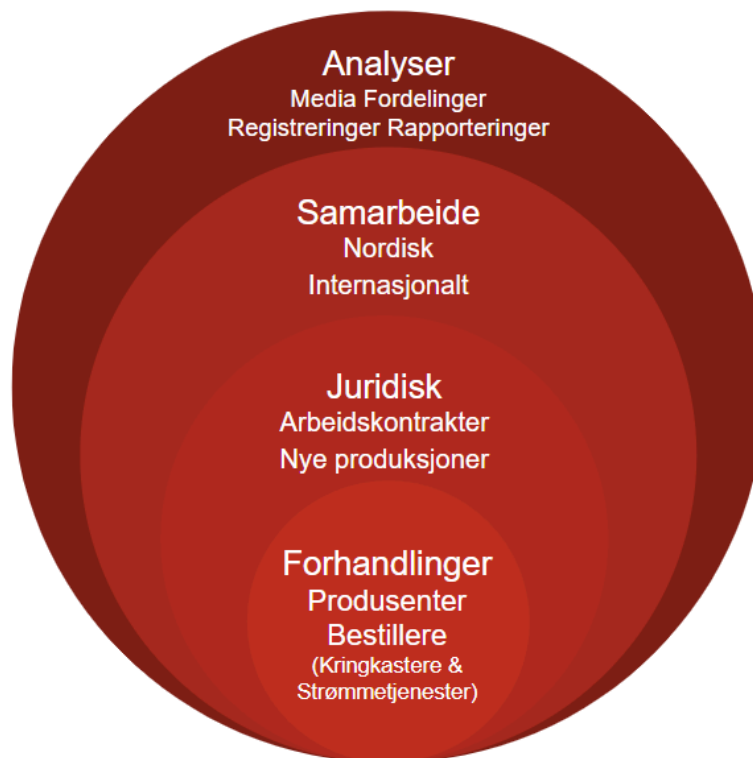 Analyser
Media Fordelinger
Registreringer Rapporteringer
Samarbeide
Nordisk
Internasjonalt
Juridisk
Arbeidskontrakter
Nye produksjoner
Forhandlinger
Produsenter
Bestillere
(Kringkastere &
Strømmetjenester)